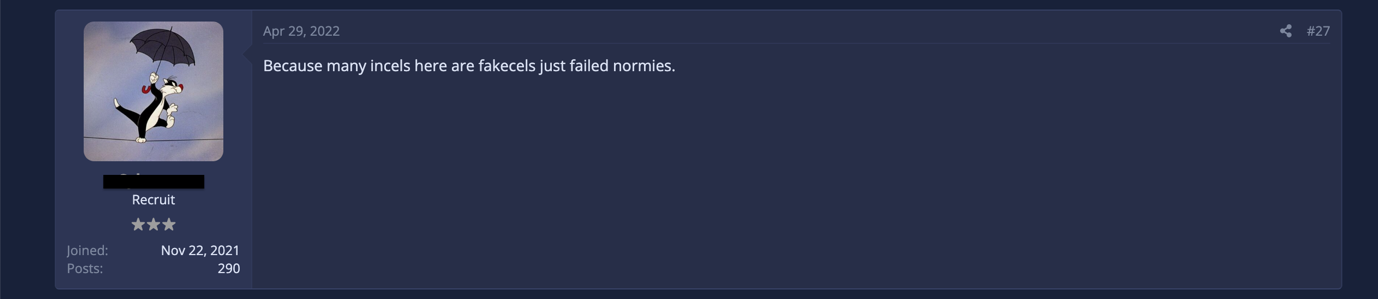 Apr 29, 2022
#27
Because many incels here are fakecels just failed normies.
Recruit
Joined: Nov 22, 2021
Posts: 290